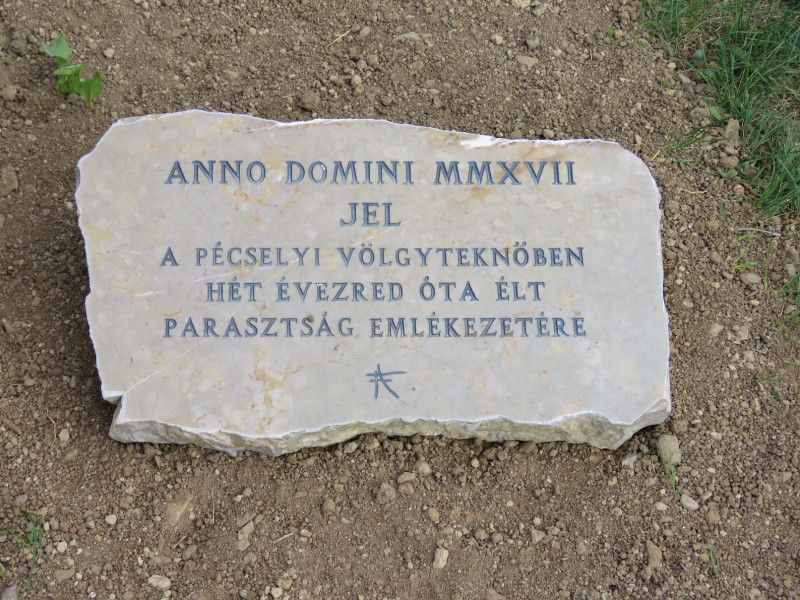 ANNO DOMINI MMXVII
JEL
A PÉCSELYI VÖLGYTEKNŐBEN
HÉT ÉVEZRED ÓTA ÉLT
PARASZTSÁG EMLÉKEZETÉRE